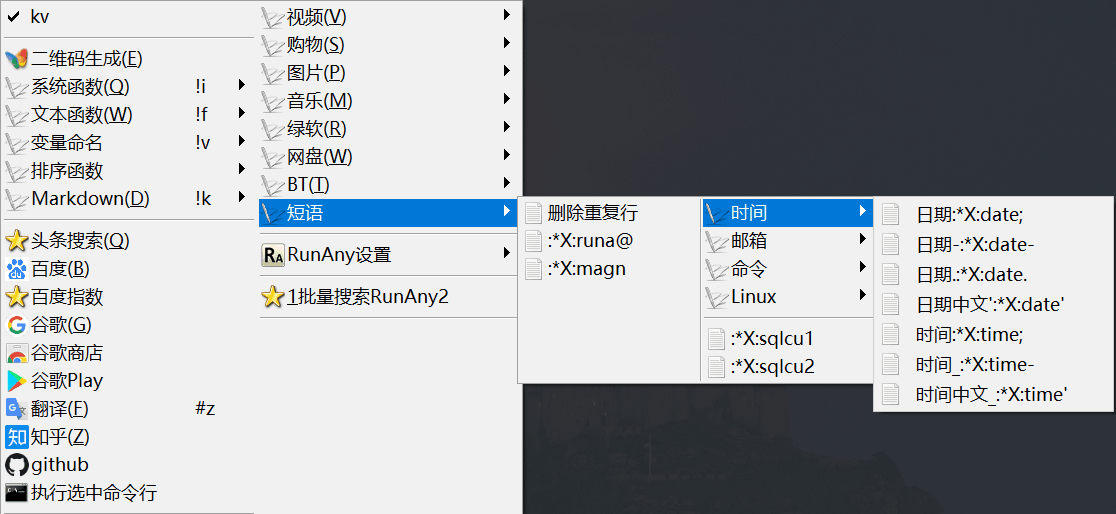 kv
二维码生成(E)
系统函数(Q) !i
文本函数(W) !f
变量命名 !v
排序函数
Markdown(D) !k
头条搜索(Q)
百度(B)
百度指数
谷歌(G)
谷歌商店
谷歌Play
翻译(F) #z
知乎(Z)
github
执行选中命令行
视频(V)
购物(S)
图片(P)
音乐(M)
绿软(R)
网盘(W)
BT(T)
短语
RunAny设置
1批量搜索RunAny2
删除重复行
:*X:runa@
:*X:magn
时间
邮箱
命令
Linux
:*X:sqlcu1
:*X:sqlcu2
日期:*X:date;
日期-:*X:date-
日期.:*X:date.
日期中文':*X:date'
时间:*X:time;
时间_:*X:time-
时间中文_:*X:time'